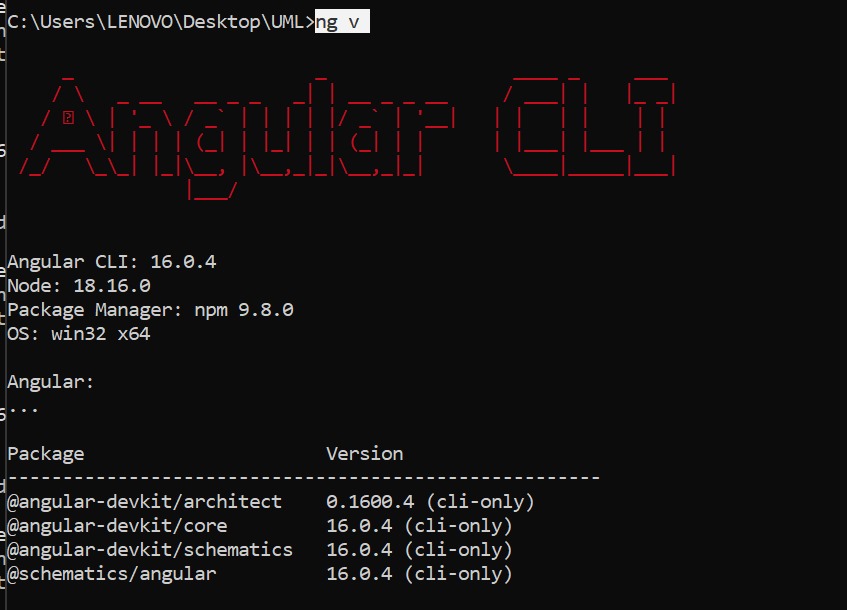 C:\Users\LENOVO\Desktop\UML>ng v
Angular CLI
Angular CLI: 16.0.4
Node: 18.16.0
Package Manager: npm 9.8.0
OS: win32 x64
Angular:
...
Package Version
------------------------------------------------------
@angular-devkit/architect 0.1600.4 (cli-only)
@angular-devkit/core 16.0.4 (cli-only)
@angular-devkit/schematics 16.0.4 (cli-only)
@schematics/angular 16.0.4 (cli-only)